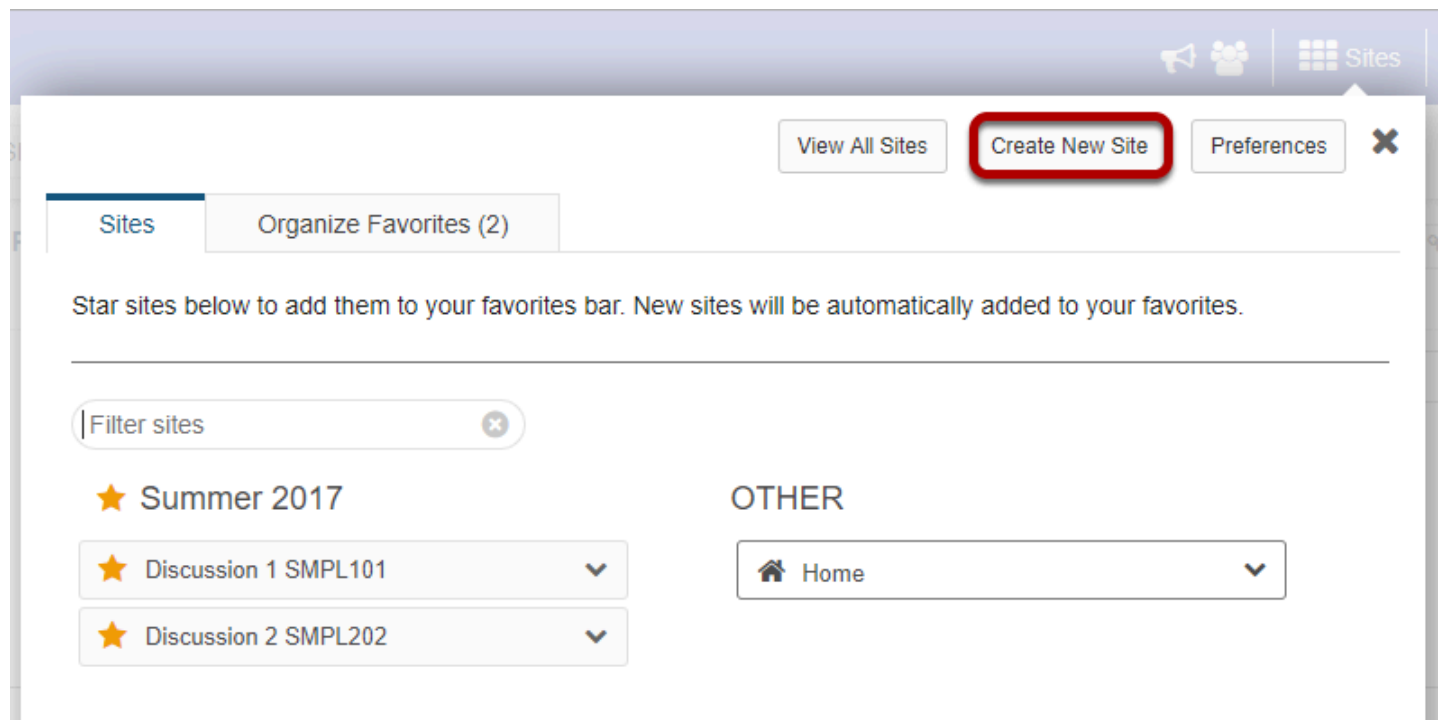 Sites
View All Sites
Create New Site
Preferences
Sites
Organize Favorites (2)
Star sites below to add them to your favorites bar. New sites will be automatically added to your favorites.
Filter sites
Summer 2017
OTHER
Discussion 1 SMPL101
Home
Discussion 2 SMPL202